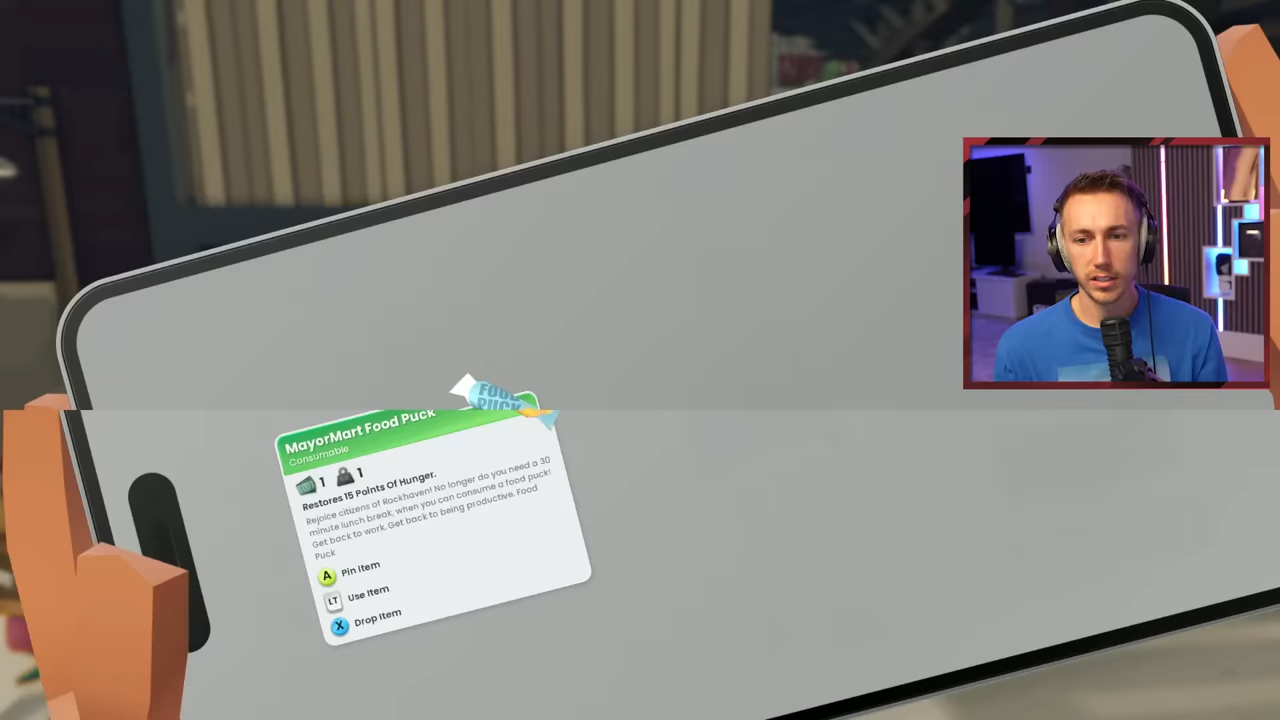 FOOD
PUCK
MayorMart Food Puck
Consumable
1 1
Restores 15 Points Of Hunger.
Rejoice citizens of Rockhaven! No longer do you need a 30
minute lunch break, when you can consume a food puck!
Get back to work. Get back to being productive. Food
Puck
A Pin Item
LT Use Item
X Drop Item